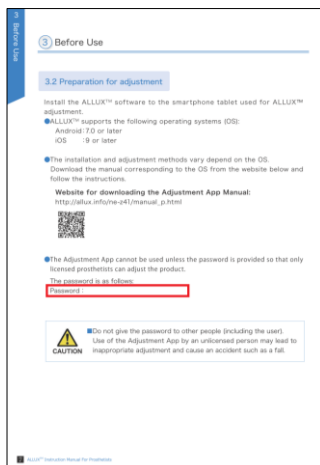 3
Before Use
3 Before Use
3.2 Preparation for adjustment
Install the ALLUX™ software to the smartphone tablet used for ALLUX™
adjustment.
●ALLUX™ supports the following operating systems (OS):
Android：7.0 or later
iOS ：9 or later
●The installation and adjustment methods vary depend on the OS.
Download the manual corresponding to the OS from the website below and
follow the instructions.
Website for downloading the Adjustment App Manual:
http://allux.info/ne-z41/manual_p.html
●The Adjustment App cannot be used unless the password is provided so that only
licensed prosthetists can adjust the product.
The password is as follows:
Password :
CAUTION
■Do not give the password to other people (including the user).
Use of the Adjustment App by an unlicensed person may lead to
inappropriate adjustment and cause an accident such as a fall.
ALLUX™ Instruction Manual For Prosthetists